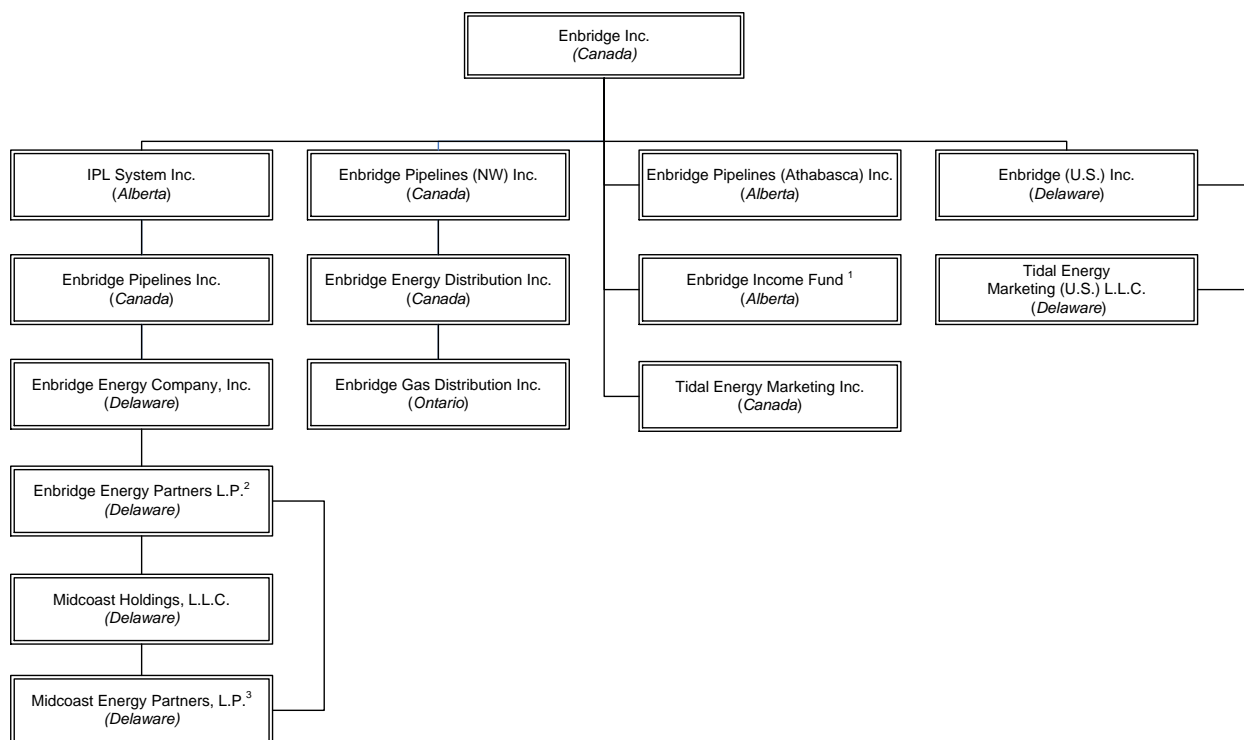 Enbridge Inc.
(Canada)
IPL System Inc.
(Alberta)
Enbridge Pipelines (NW) Inc.
(Canada)
Enbridge Pipelines (Athabasca) Inc.
(Alberta)
Enbridge (U.S.) Inc.
(Delaware)
Enbridge Pipelines Inc.
(Canada)
Enbridge Energy Distribution Inc.
(Canada)
Enbridge Income Fund 1
(Alberta)
Tidal Energy
Marketing (U.S.) L.L.C.
(Delaware)
Enbridge Energy Company, Inc.
(Delaware)
Enbridge Gas Distribution Inc.
(Ontario)
Tidal Energy Marketing Inc.
(Canada)
Enbridge Energy Partners L.P.2
(Delaware)
Midcoast Holdings, L.L.C.
(Delaware)
Midcoast Energy Partners, L.P.3
(Delaware)